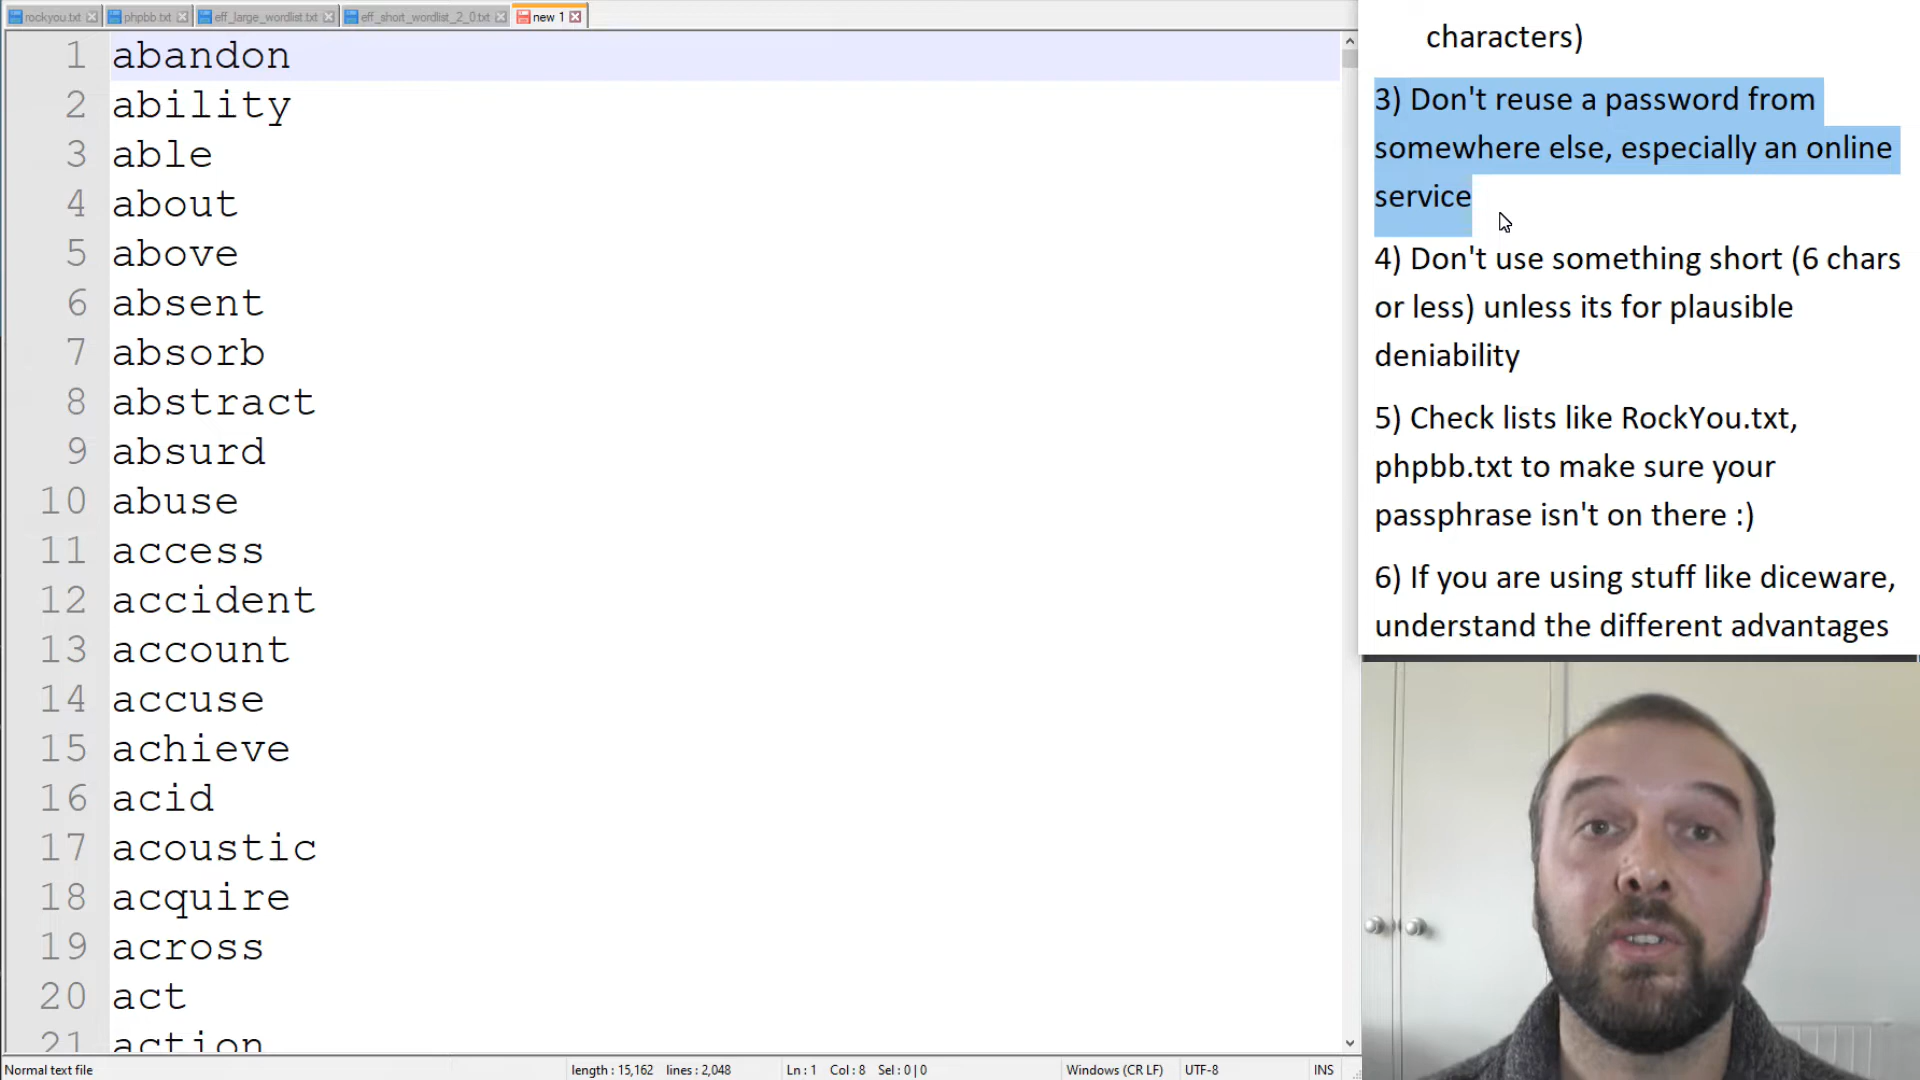 rockyou.txt phpbb.txt eff_large_wordlist.txt eff_short_wordlist_2_0.txt new 1
1 abandon
2 ability
3 able
4 about
5 above
6 absent
7 absorb
8 abstract
9 absurd
10 abuse
11 access
12 accident
13 account
14 accuse
15 achieve
16 acid
17 acoustic
18 acquire
19 across
20 act
21 action
Normal text file length : 15,162 lines : 2,048 Ln : 1 Col : 8 Sel : 0 | 0 Windows (CR LF) UTF-8 INS
characters)
3) Don't reuse a password from
somewhere else, especially an online
service
4) Don't use something short (6 chars
or less) unless its for plausible
deniability
5) Check lists like RockYou.txt,
phpbb.txt to make sure your
passphrase isn't on there :)
6) If you are using stuff like diceware,
understand the different advantages